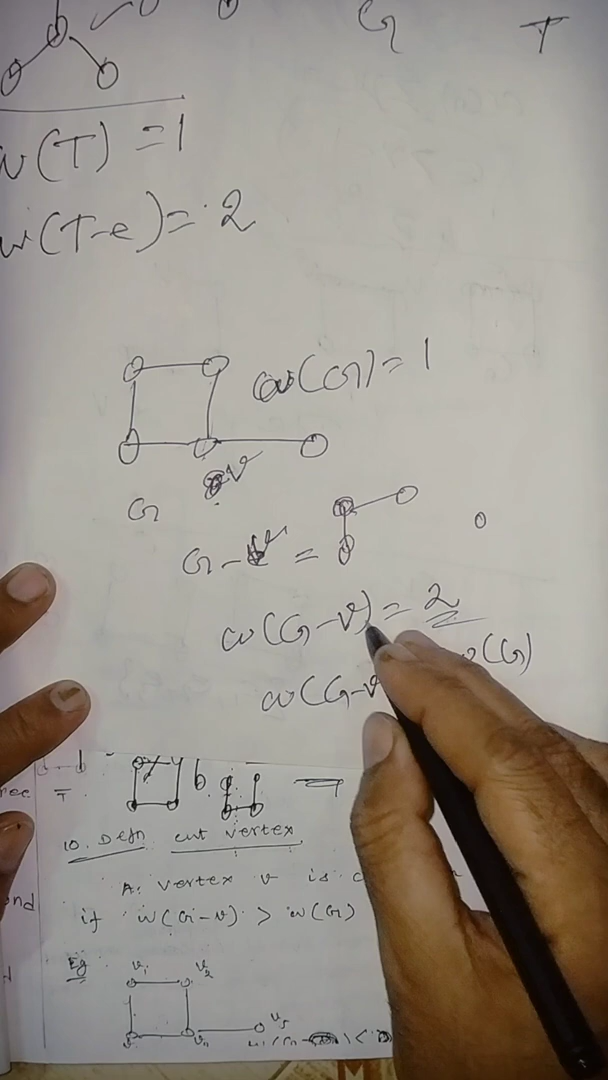 G T
w(T) = 1
w(T-e) = 2
ω(G) = 1
v
G
G-v =
ω(G-v) = 2
ω(G-v ω(G)
b
T
10. Defn cut vertex
A vertex v is c
if w(G-v) > w(G)
Eg
v₁ v₂
v₅